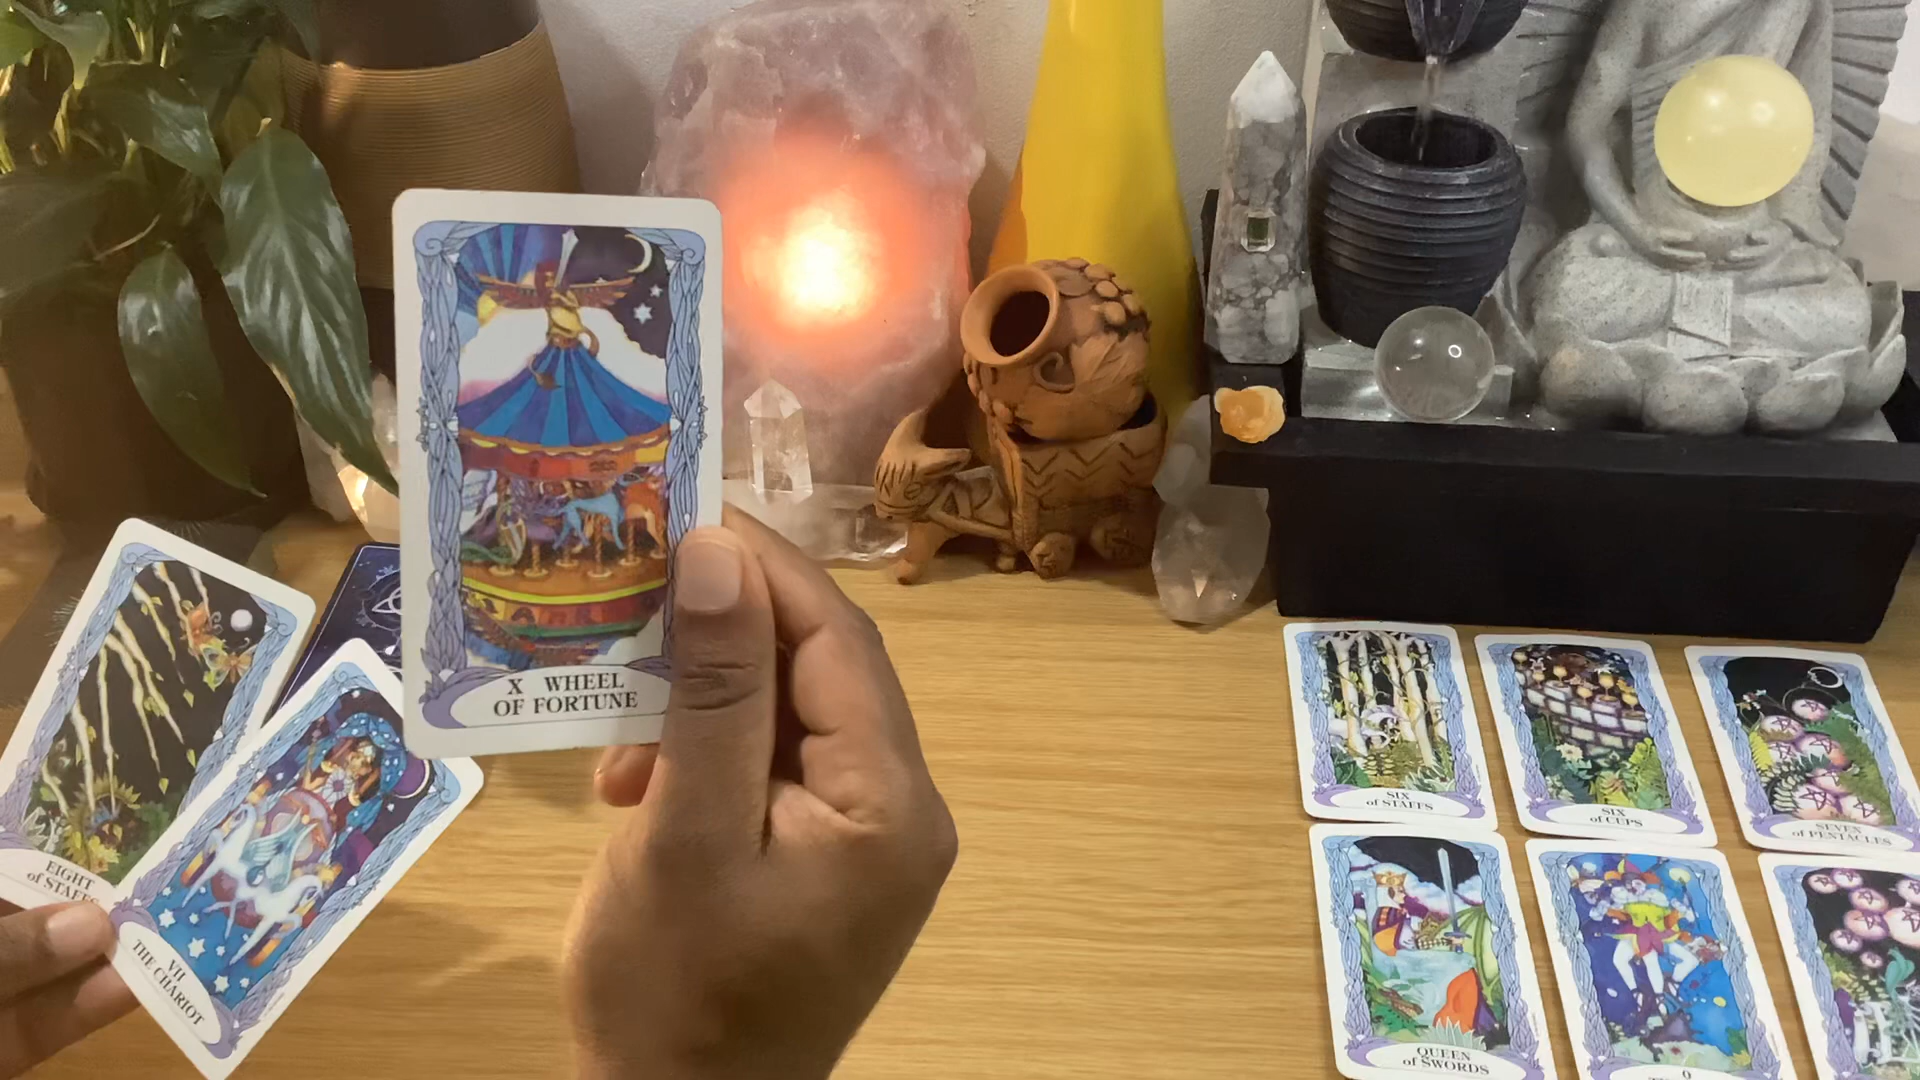 X WHEEL
OF FORTUNE
EIGHT
of STAFFS
VII
THE CHARIOT
SIX
of STAFFS
SIX
of CUPS
SEVEN
of PENTACLES
QUEEN
of SWORDS
0